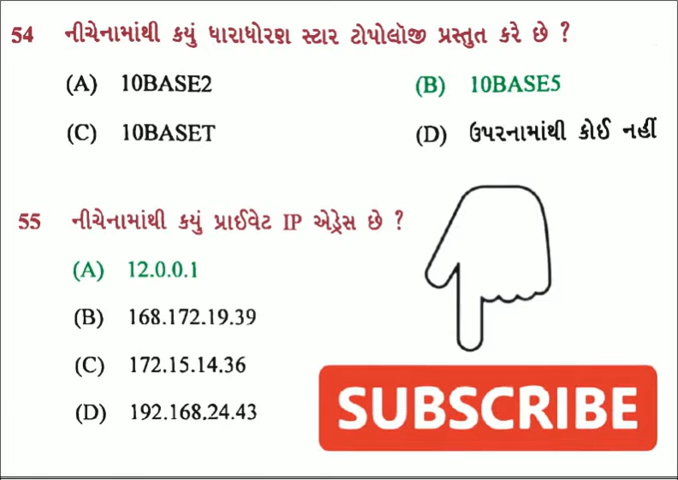 54 નીચેનામાંથી કયું ધારાધોરણ સ્ટાર ટોપોલૉજી પ્રસ્તુત કરે છે ?
(A) 10BASE2 (B) 10BASE5
(C) 10BASET (D) ઉપરનામાંથી કોઈ નહીં
55 નીચેનામાંથી કયું પ્રાઈવેટ IP એડ્રેસ છે ?
(A) 12.0.0.1
(B) 168.172.19.39
(C) 172.15.14.36
(D) 192.168.24.43
SUBSCRIBE